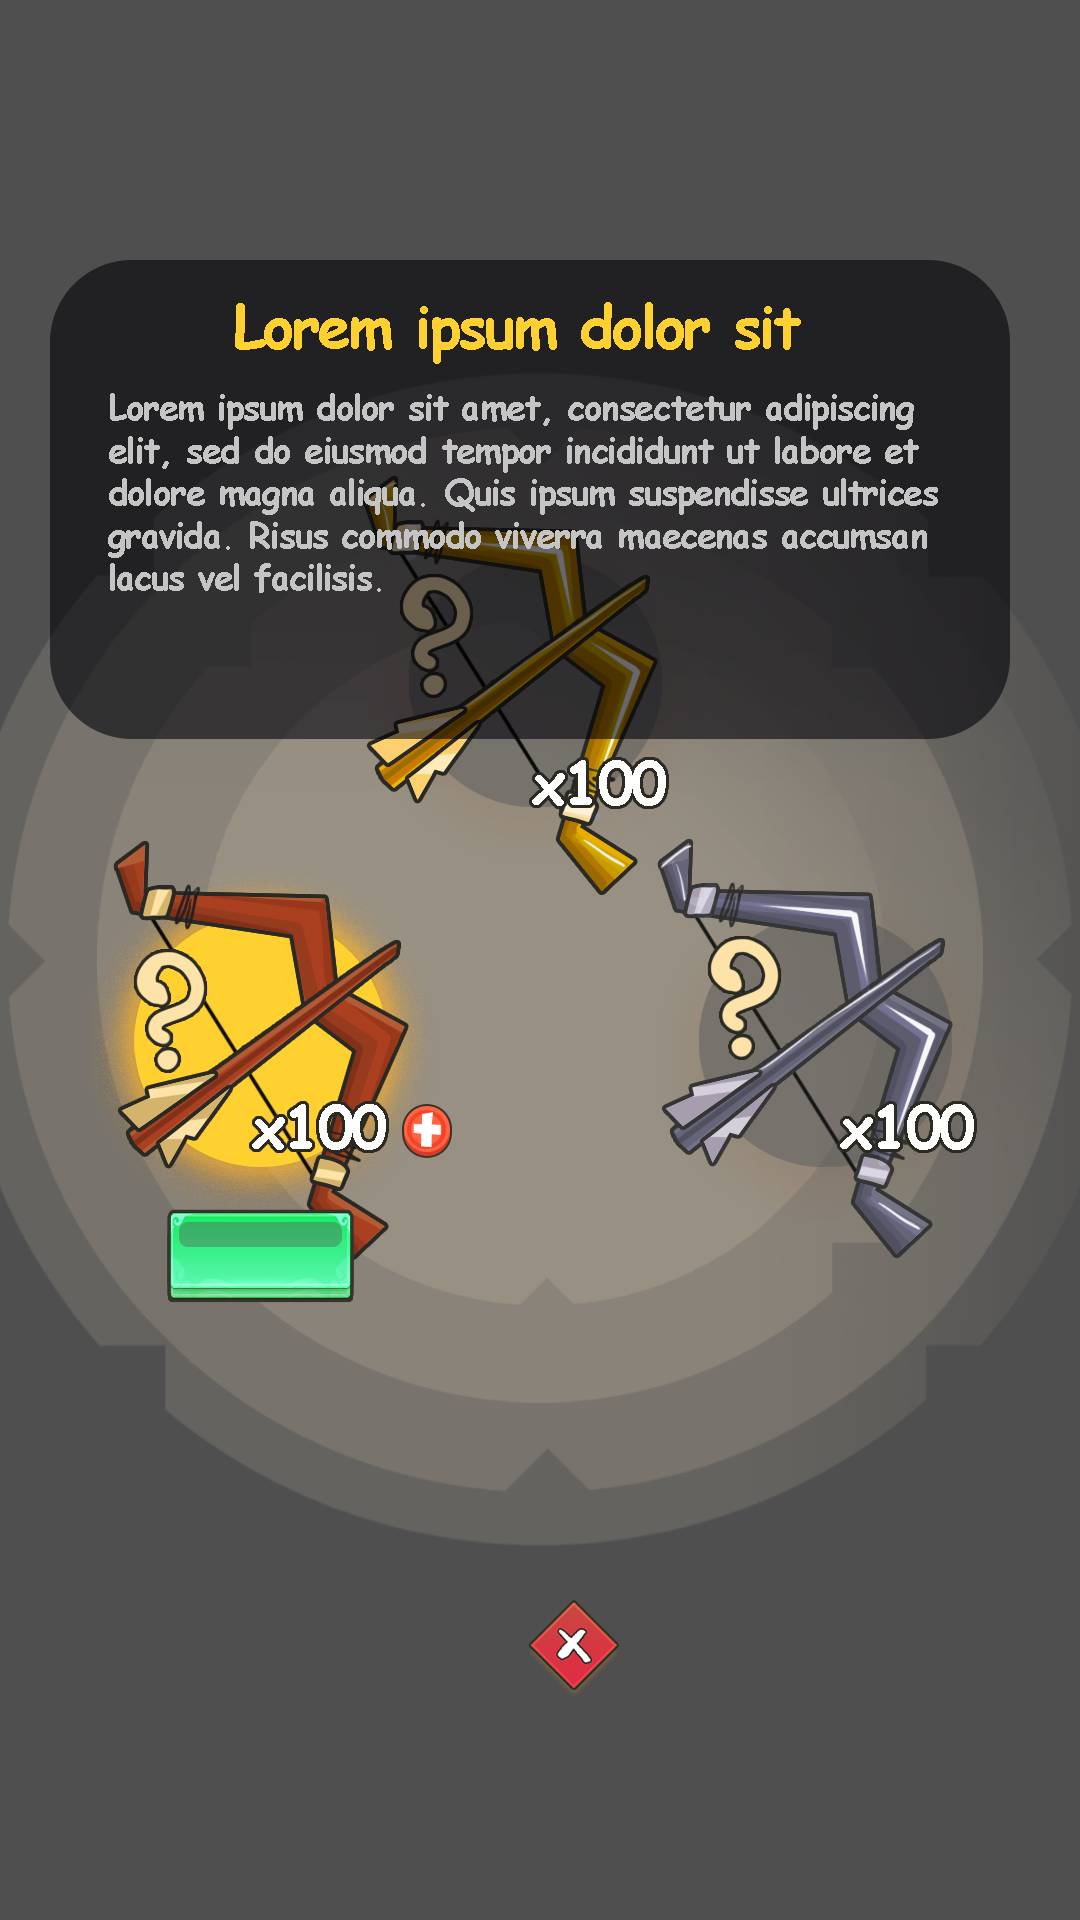 Lorem ipsum dolor sit
Lorem ipsum dolor sit amet, consectetur adipiscing
elit, sed do eiusmod tempor incididunt ut labore et
dolore magna aliqua. Quis ipsum suspendisse ultrices
gravida. Risus commodo viverra maecenas accumsan
lacus vel facilisis.
?
x100
?
x100
?
x100